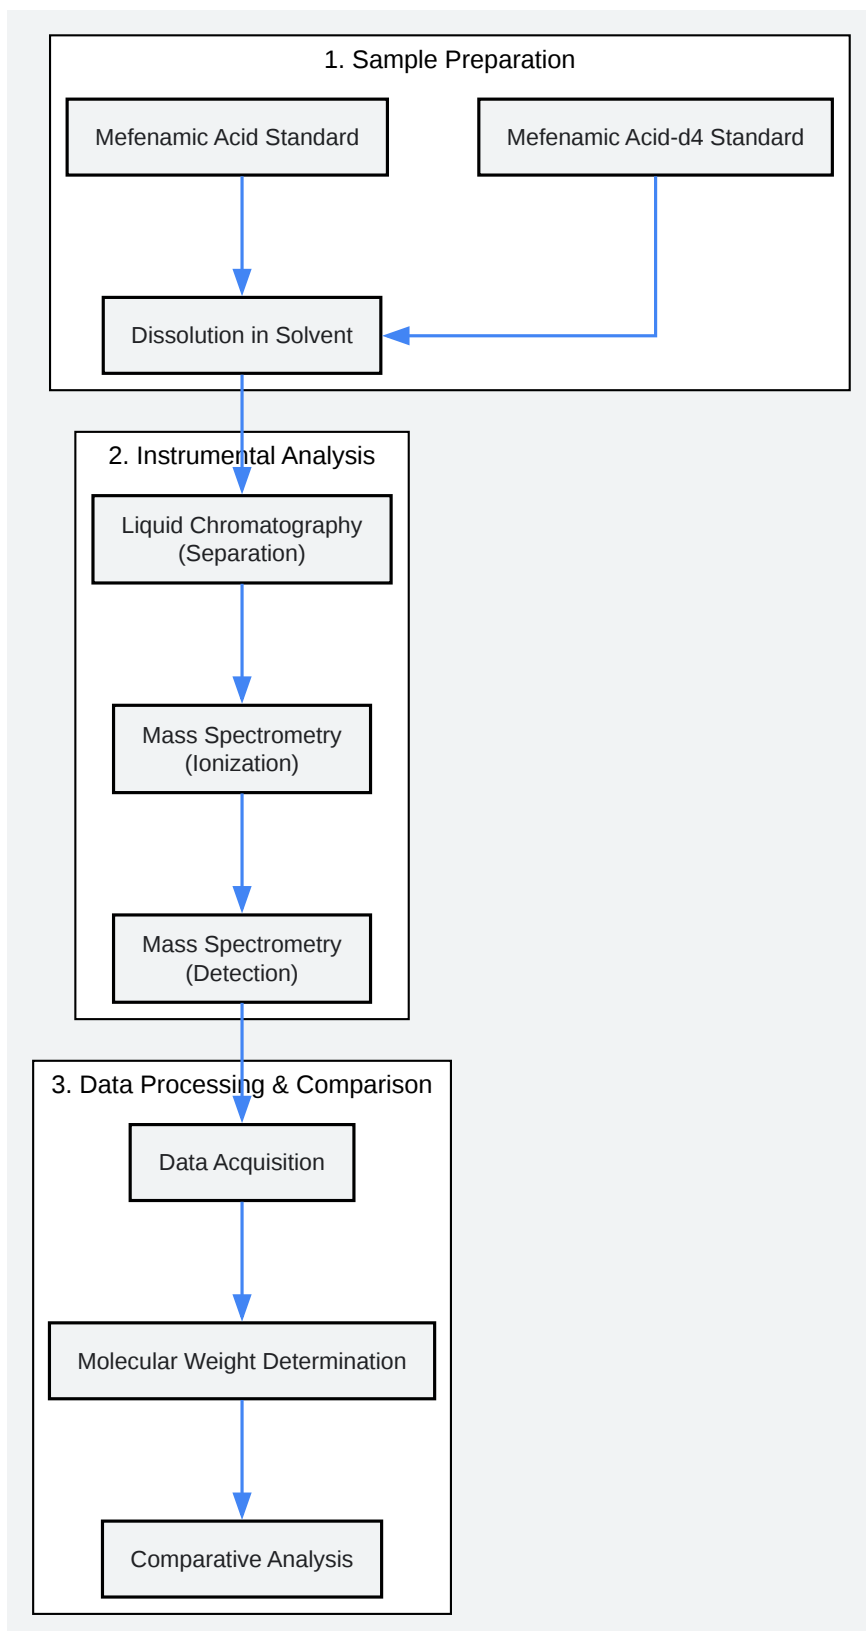 1. Sample Preparation
Mefenamic Acid Standard
Mefenamic Acid-d4 Standard
Dissolution in Solvent
2. Instrumental Analysis
Liquid Chromatography
(Separation)
Mass Spectrometry
(Ionization)
Mass Spectrometry
(Detection)
3. Data Processing & Comparison
Data Acquisition
Molecular Weight Determination
Comparative Analysis